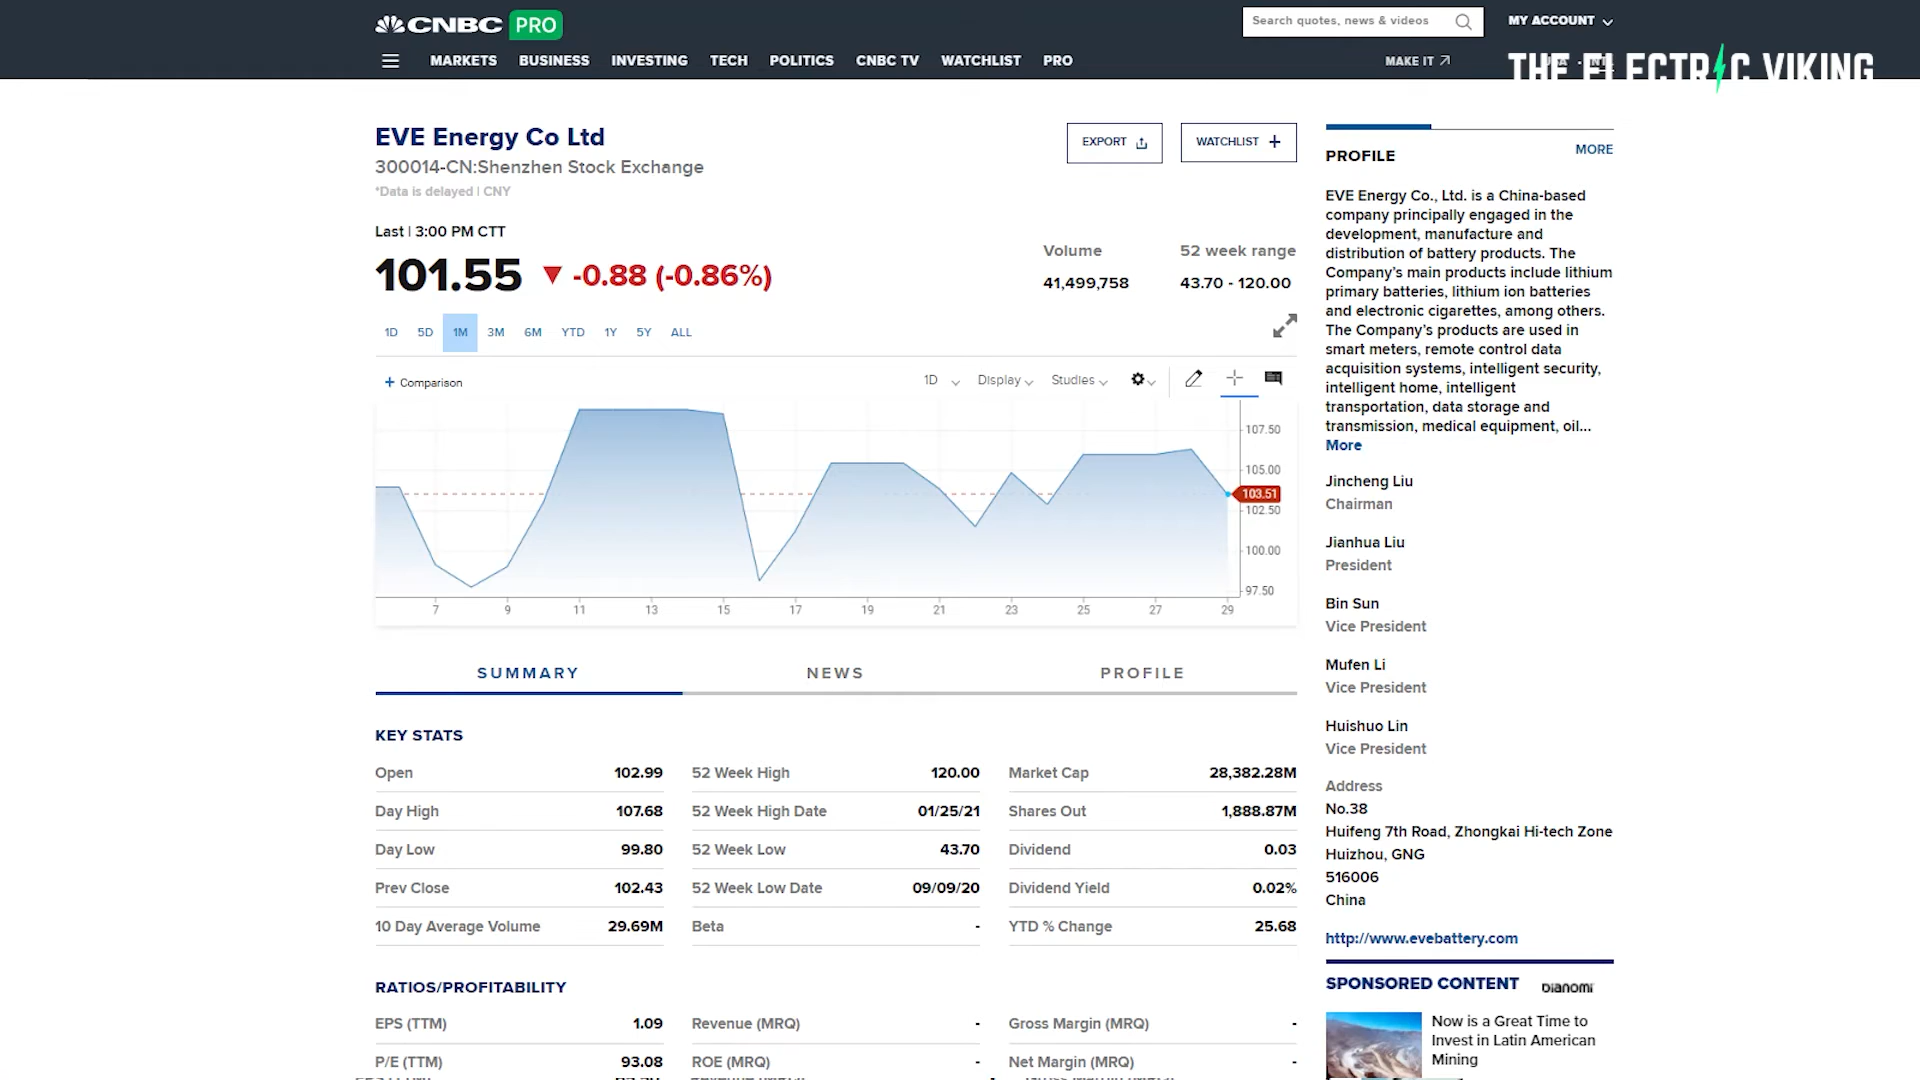 CNBC PRO
Search quotes, news & videos
MY ACCOUNT
MARKETS BUSINESS INVESTING TECH POLITICS CNBC TV WATCHLIST PRO
MAKE IT
THE ELECTRIC VIKING
EVE Energy Co Ltd
300014-CN:Shenzhen Stock Exchange
*Data is delayed | CNY
EXPORT
WATCHLIST +
Last | 3:00 PM CTT
101.55 ▼ -0.88 (-0.86%)
Volume
41,499,758
52 week range
43.70 - 120.00
1D 5D 1M 3M 6M YTD 1Y 5Y ALL
+ Comparison
1D Display Studies
107.50
105.00
103.51
102.50
100.00
97.50
7 9 11 13 15 17 19 21 23 25 27 29
SUMMARY NEWS PROFILE
KEY STATS
Open 102.99
Day High 107.68
Day Low 99.80
Prev Close 102.43
10 Day Average Volume 29.69M
52 Week High 120.00
52 Week High Date 01/25/21
52 Week Low 43.70
52 Week Low Date 09/09/20
Beta -
Market Cap 28,382.28M
Shares Out 1,888.87M
Dividend 0.03
Dividend Yield 0.02%
YTD % Change 25.68
RATIOS/PROFITABILITY
EPS (TTM) 1.09
P/E (TTM) 93.08
Revenue (MRQ) -
ROE (MRQ) -
Gross Margin (MRQ) -
Net Margin (MRQ) -
PROFILE
MORE
EVE Energy Co., Ltd. is a China-based
company principally engaged in the
development, manufacture and
distribution of battery products. The
Company's main products include lithium
primary batteries, lithium ion batteries
and electronic cigarettes, among others.
The Company's products are used in
smart meters, remote control data
acquisition systems, intelligent security,
intelligent home, intelligent
transportation, data storage and
transmission, medical equipment, oil...
More
Jincheng Liu
Chairman
Jianhua Liu
President
Bin Sun
Vice President
Mufen Li
Vice President
Huishuo Lin
Vice President
Address
No.38
Huifeng 7th Road, Zhongkai Hi-tech Zone
Huizhou, GNG
516006
China
http://www.evebattery.com
SPONSORED CONTENT
DIANOMI
Now is a Great Time to
Invest in Latin American
Mining